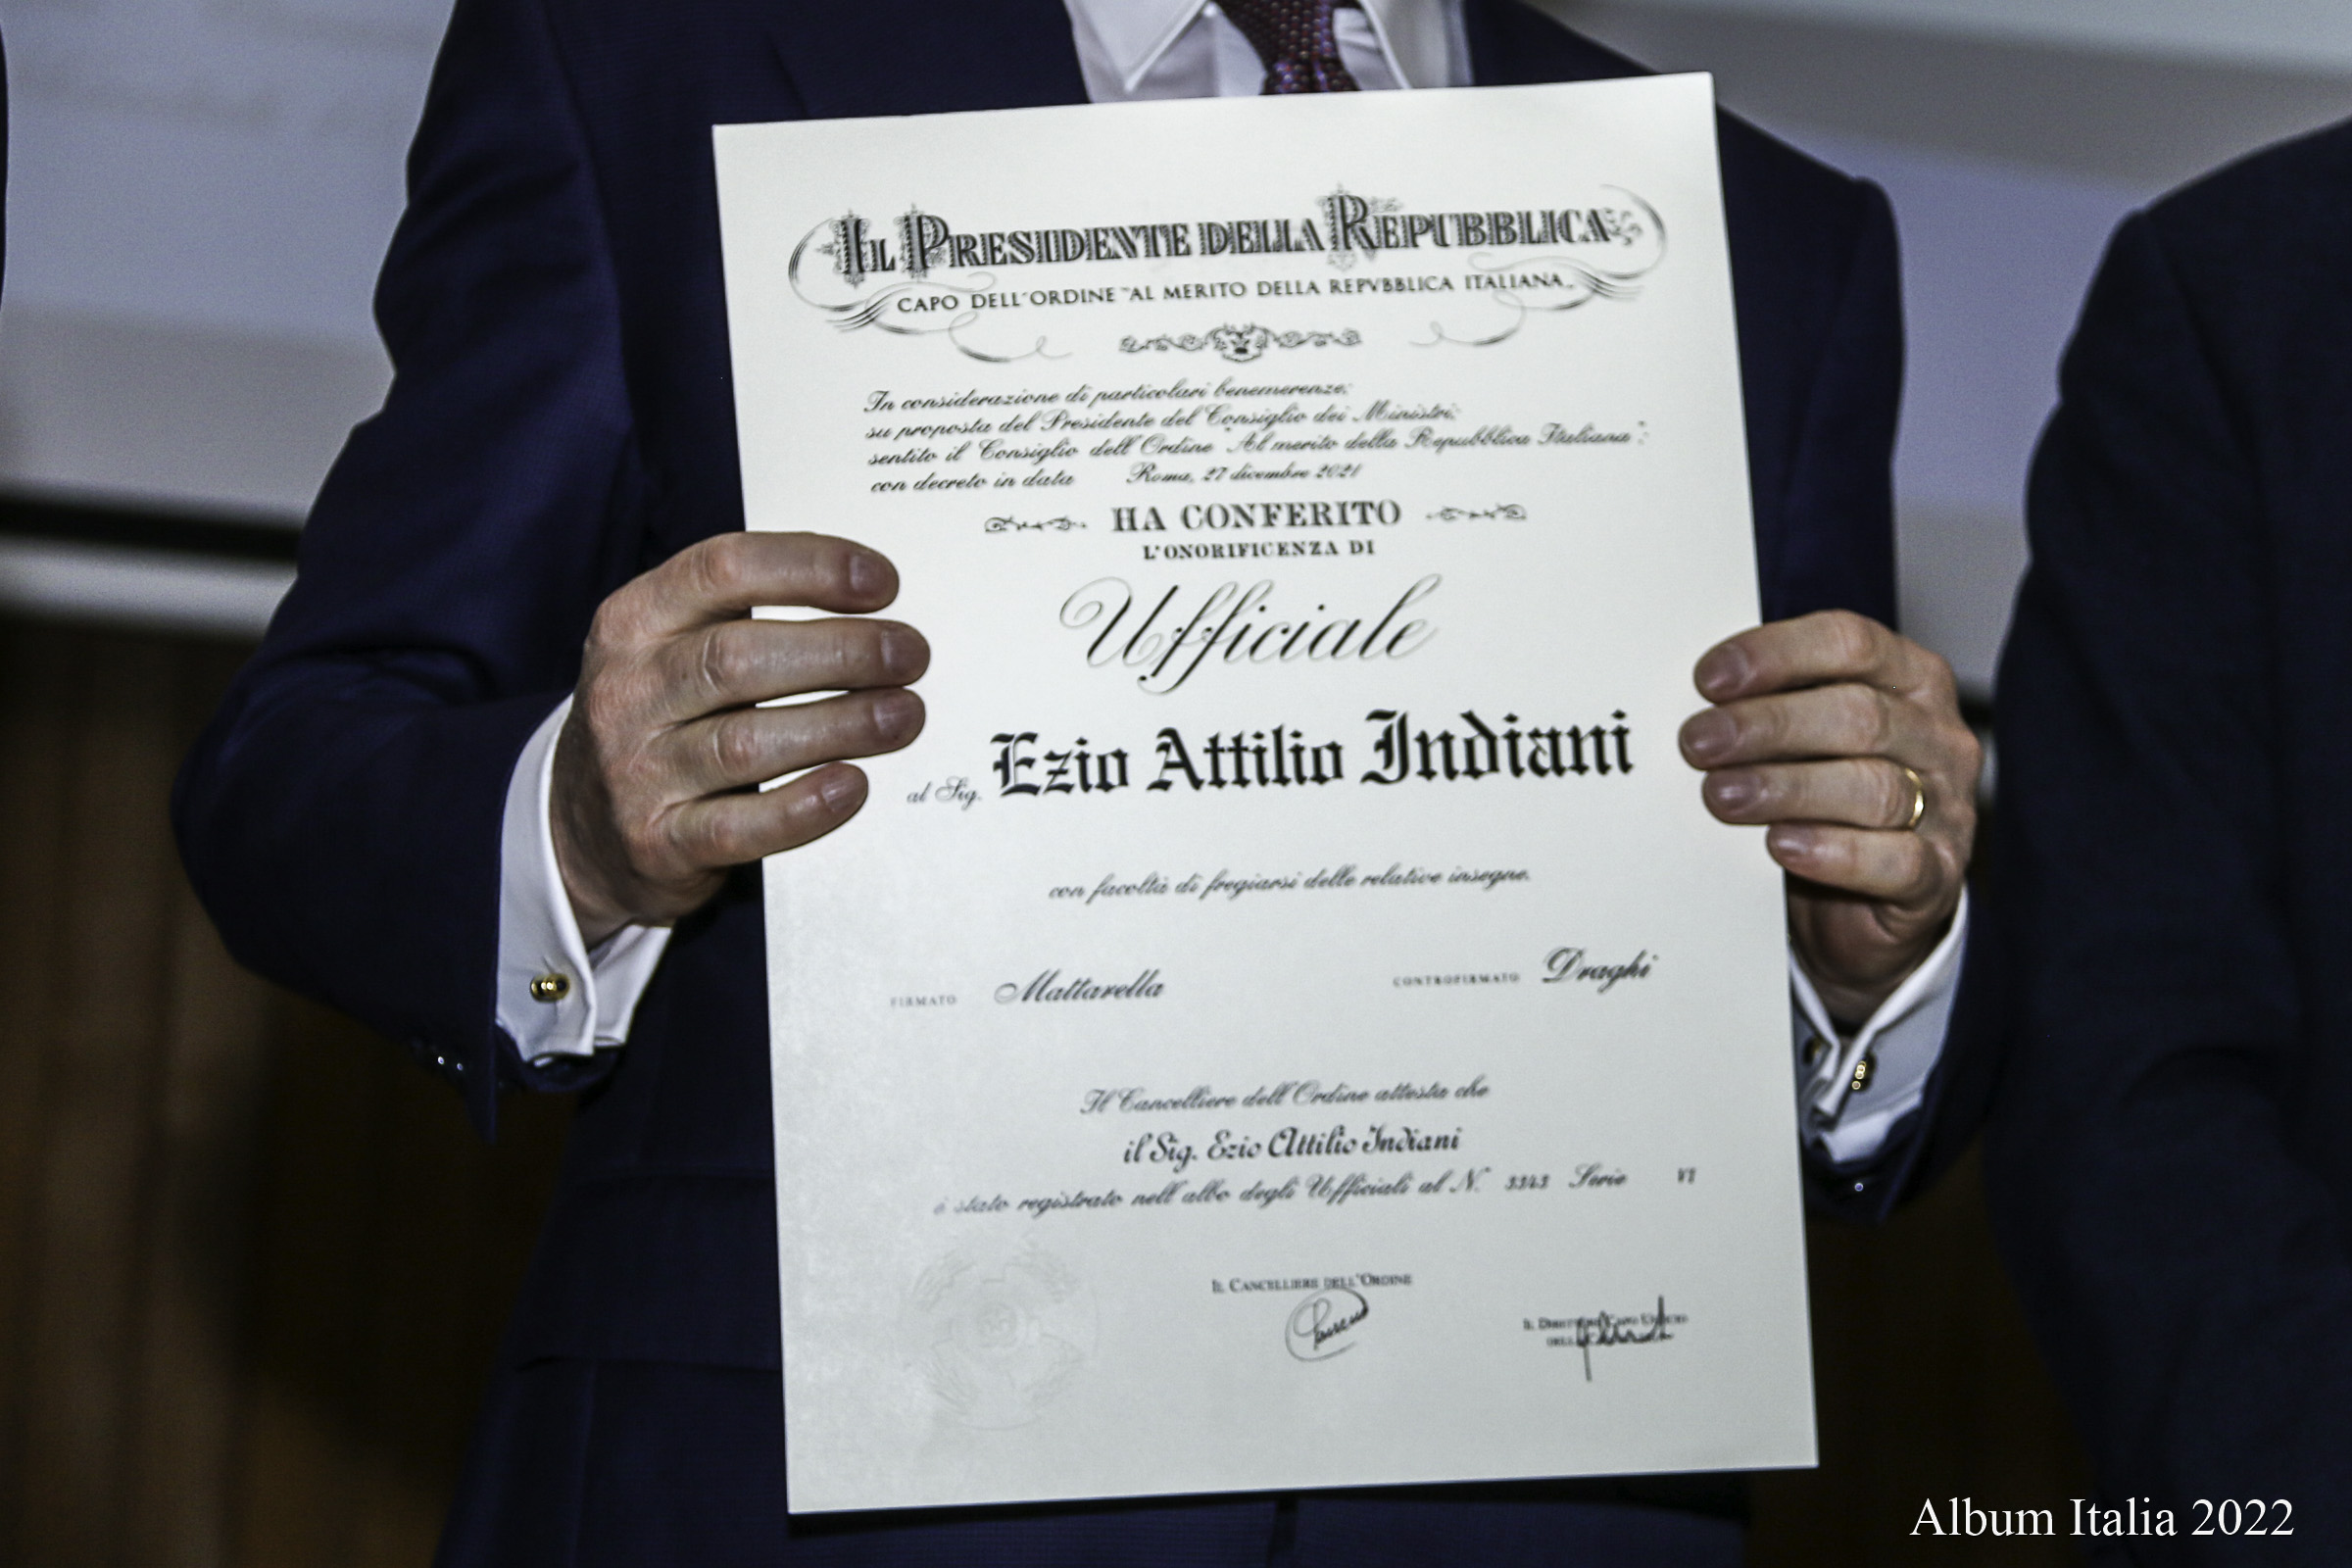 IL PRESIDENTE DELLA REPUBBLICA
CAPO DELL'ORDINE "AL MERITO DELLA REPVBBLICA ITALIANA"
In considerazione di particolari benemerenze;
su proposta del Presidente del Consiglio dei Ministri;
sentito il Consiglio dell'Ordine "Al merito della Repubblica Italiana";
con decreto in data Roma, 27 dicembre 2021
HA CONFERITO
L'ONORIFICENZA DI
Ufficiale
al Sig. Ezio Attilio Indiani
con facoltà di fregiarsi delle relative insegne.
FIRMATO Mattarella CONTROFIRMATO Draghi
Il Cancelliere dell'Ordine attesta che
il Sig. Ezio Attilio Indiani
è stato registrato nell'albo degli Ufficiali al N. 3343 Serie VI
IL CANCELLIERE DELL'ORDINE
Album Italia 2022